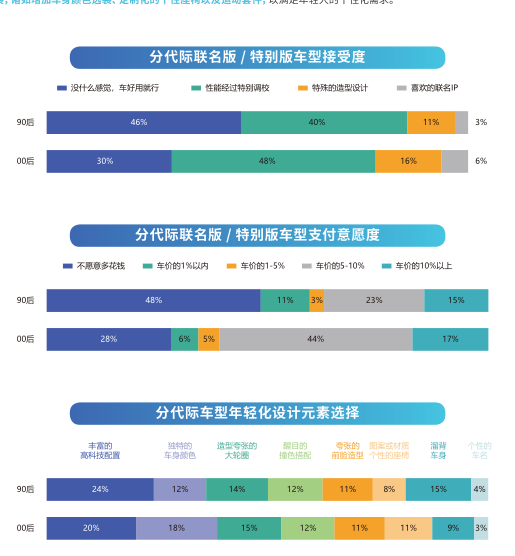 以满足年轻人的个性化需求。
分代际联名版 / 特别版车型接受度
没什么感觉，车好用就行 性能经过特别调校 特殊的造型设计 喜欢的联名IP
90后 46% 40% 11% 3%
00后 30% 48% 16% 6%
分代际联名版 / 特别版车型支付意愿度
不愿意多花钱 车价的1%以内 车价的1-5% 车价的5-10% 车价的10%以上
90后 48% 11% 3% 23% 15%
00后 28% 6% 5% 44% 17%
分代际车型年轻化设计元素选择
丰富的 独特的 造型夸张的 醒目的 夸张的 图案或材质 溜背 个性的
高科技配置 车身颜色 大轮圈 撞色搭配 前脸造型 个性的座椅 车身 车名
90后 24% 12% 14% 12% 11% 8% 15% 4%
00后 20% 18% 15% 12% 11% 11% 9% 3%